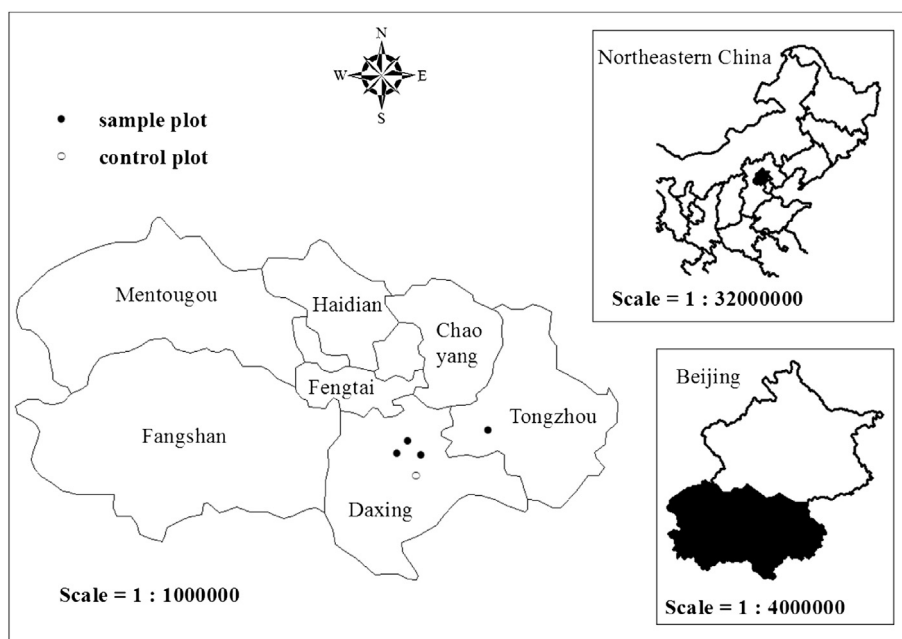 N
W
E
S
sample plot
control plot
Mentougou
Haidian
Chao
yang
Fengtai
Tongzhou
Fangshan
Daxing
Scale = 1 : 1000000
Northeastern China
Scale = 1 : 32000000
Beijing
Scale = 1 : 4000000